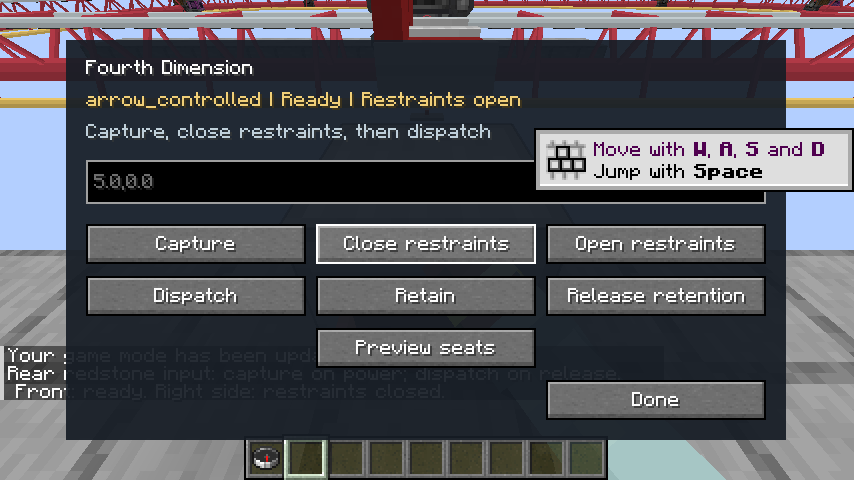 Fourth Dimension
arrow_controlled | Ready | Restraints open
Capture, close restraints, then dispatch
Move with W, A, S and D
Jump with Space
5.0,0.0
Capture
Close restraints
Open restraints
Dispatch
Retain
Release retention
Preview seats
Your game mode has been upd
Rear redstone input: capture on power; dispatch on release.
Front: ready. Right side: restraints closed.
Done